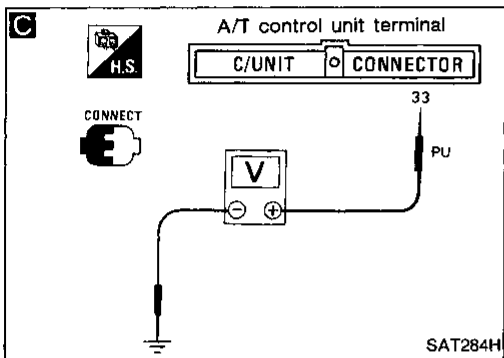 C
A/T control unit terminal
H.S.
C/UNIT CONNECTOR
CONNECT
33
PU
V
SAT284H